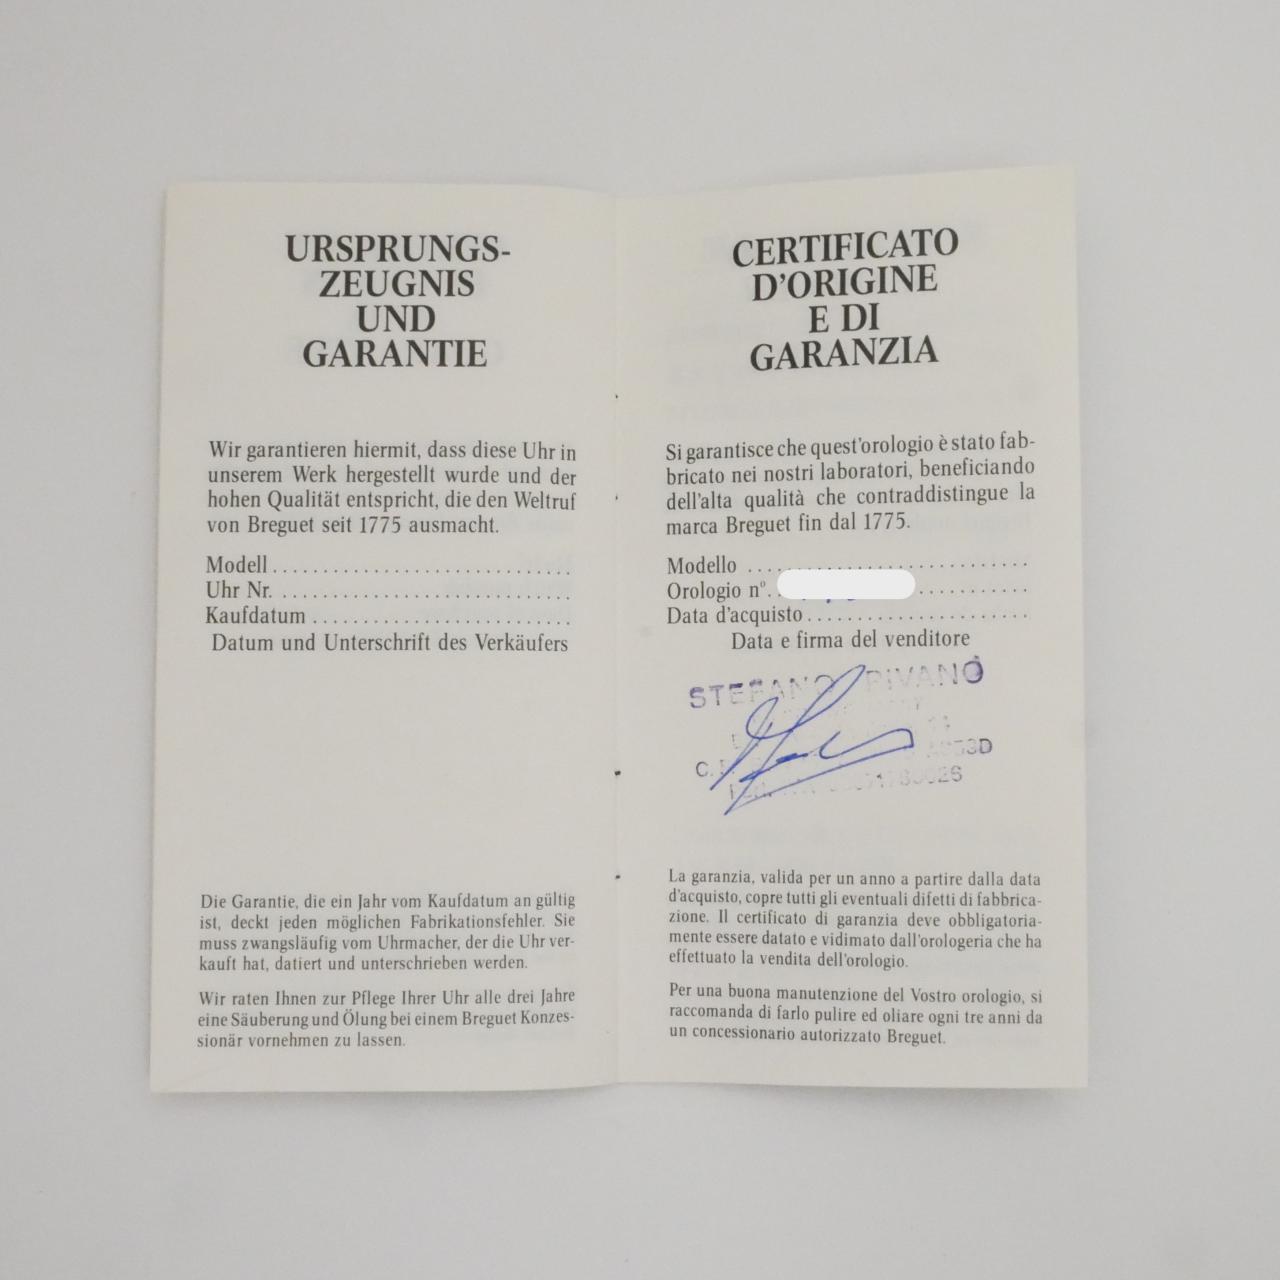 URSPRUNGS-
ZEUGNIS
UND
GARANTIE
Wir garantieren hiermit, dass diese Uhr in
unserem Werk hergestellt wurde und der
hohen Qualität entspricht, die den Weltruf
von Breguet seit 1775 ausmacht.
Modell..............................
Uhr Nr. .............................
Kaufdatum ..........................
Datum und Unterschrift des Verkäufers
Die Garantie, die ein Jahr vom Kaufdatum an gültig
ist, deckt jeden möglichen Fabrikationsfehler. Sie
muss zwangsläufig vom Uhrmacher, der die Uhr ver-
kauft hat, datiert und unterschrieben werden.
Wir raten Ihnen zur Pflege Ihrer Uhr alle drei Jahre
eine Säuberung und Ölung bei einem Breguet Konzes-
sionär vornehmen zu lassen.
CERTIFICATO
D'ORIGINE
E DI
GARANZIA
Si garantisce che quest'orologio è stato fab-
bricato nei nostri laboratori, beneficiando
dell'alta qualità che contraddistingue la
marca Breguet fin dal 1775.
Modello ............................
Orologio nº. ...........
Data d'acquisto.......................
Data e firma del venditore
STEFANO PIVANO
La garanzia, valida per un anno a partire dalla data
d'acquisto, copre tutti gli eventuali difetti di fabbrica-
zione. Il certificato di garanzia deve obbligatoria-
mente essere datato e vidimato dall'orologeria che ha
effettuato la vendita dell'orologio.
Per una buona manutenzione del Vostro orologio, si
raccomanda di farlo pulire ed oliare ogni tre anni da
un concessionario autorizzato Breguet.